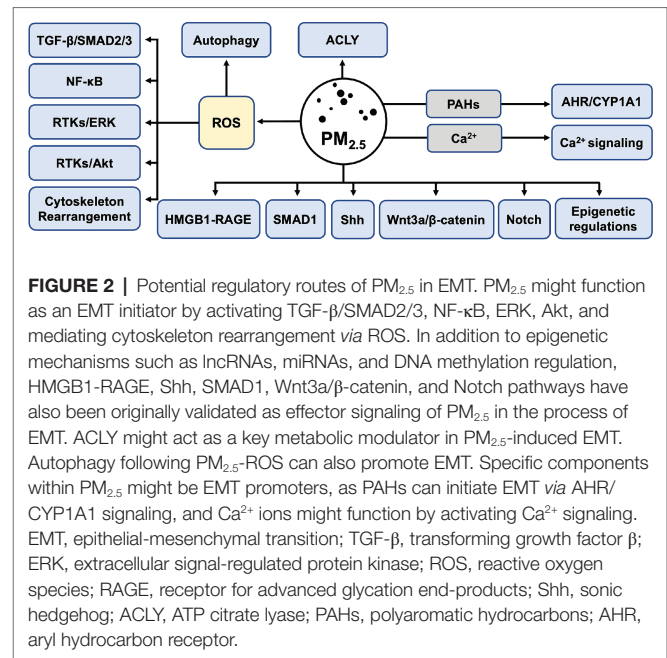 TGF-β/SMAD2/3
NF-κB
RTKs/ERK
RTKs/Akt
Cytoskeleton
Rearrangement
Autophagy
ROS
ACLY
PM2.5
PAHs
Ca²⁺
AHR/CYP1A1
Ca²⁺ signaling
HMGB1-RAGE
SMAD1
Shh
Wnt3a/β-catenin
Notch
Epigenetic
regulations
FIGURE 2 | Potential regulatory routes of PM2.5 in EMT. PM2.5 might function
as an EMT initiator by activating TGF-β/SMAD2/3, NF-κB, ERK, Akt, and
mediating cytoskeleton rearrangement via ROS. In addition to epigenetic
mechanisms such as lncRNAs, miRNAs, and DNA methylation regulation,
HMGB1-RAGE, Shh, SMAD1, Wnt3a/β-catenin, and Notch pathways have
also been originally validated as effector signaling of PM2.5 in the process of
EMT. ACLY might act as a key metabolic modulator in PM2.5-induced EMT.
Autophagy following PM2.5-ROS can also promote EMT. Specific components
within PM2.5 might be EMT promoters, as PAHs can initiate EMT via AHR/
CYP1A1 signaling, and Ca²⁺ ions might function by activating Ca²⁺ signaling.
EMT, epithelial-mesenchymal transition; TGF-β, transforming growth factor β;
ERK, extracellular signal-regulated protein kinase; ROS, reactive oxygen
species; RAGE, receptor for advanced glycation end-products; Shh, sonic
hedgehog; ACLY, ATP citrate lyase; PAHs, polyaromatic hydrocarbons; AHR,
aryl hydrocarbon receptor.